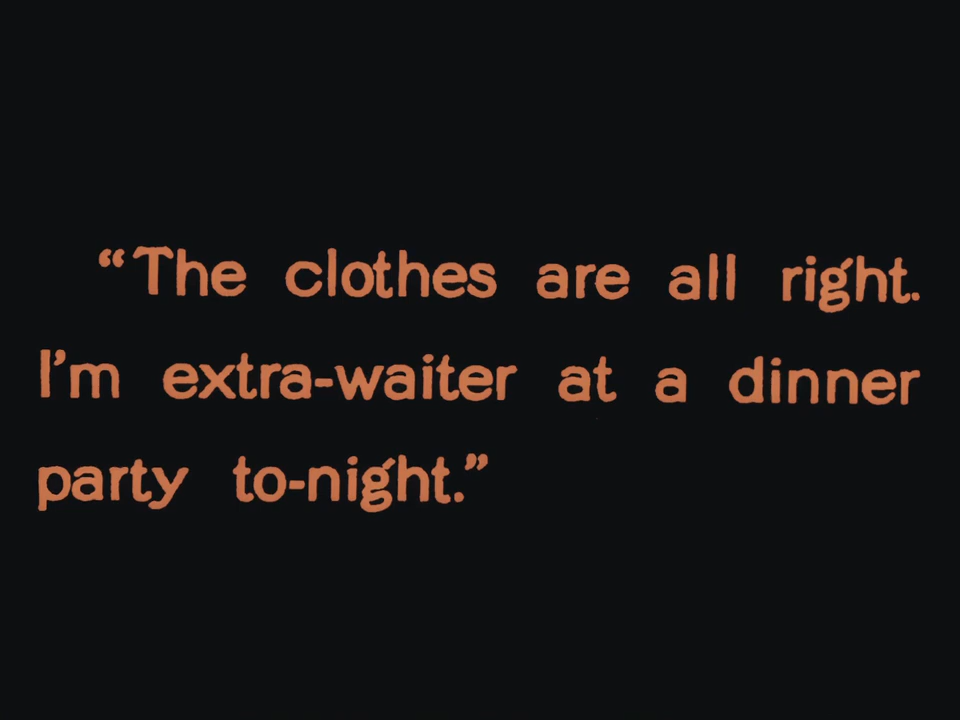 “The clothes are all right.
I’m extra-waiter at a dinner
party to-night.”